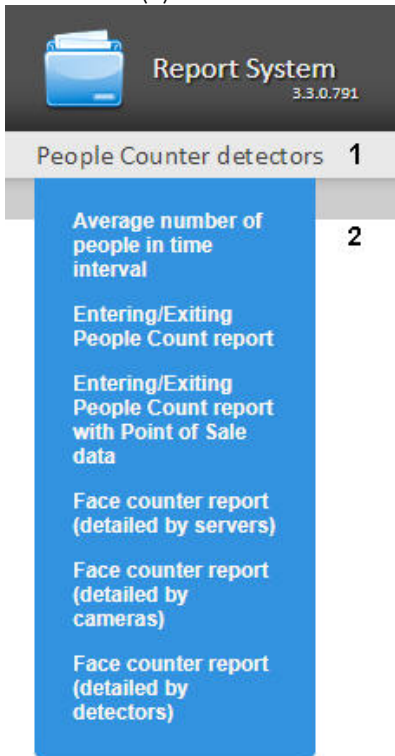 Report System
3.3.0.791
People Counter detectors 1
Average number of
people in time
interval
2
Entering/Exiting
People Count report
Entering/Exiting
People Count report
with Point of Sale
data
Face counter report
(detailed by servers)
Face counter report
(detailed by
cameras)
Face counter report
(detailed by
detectors)